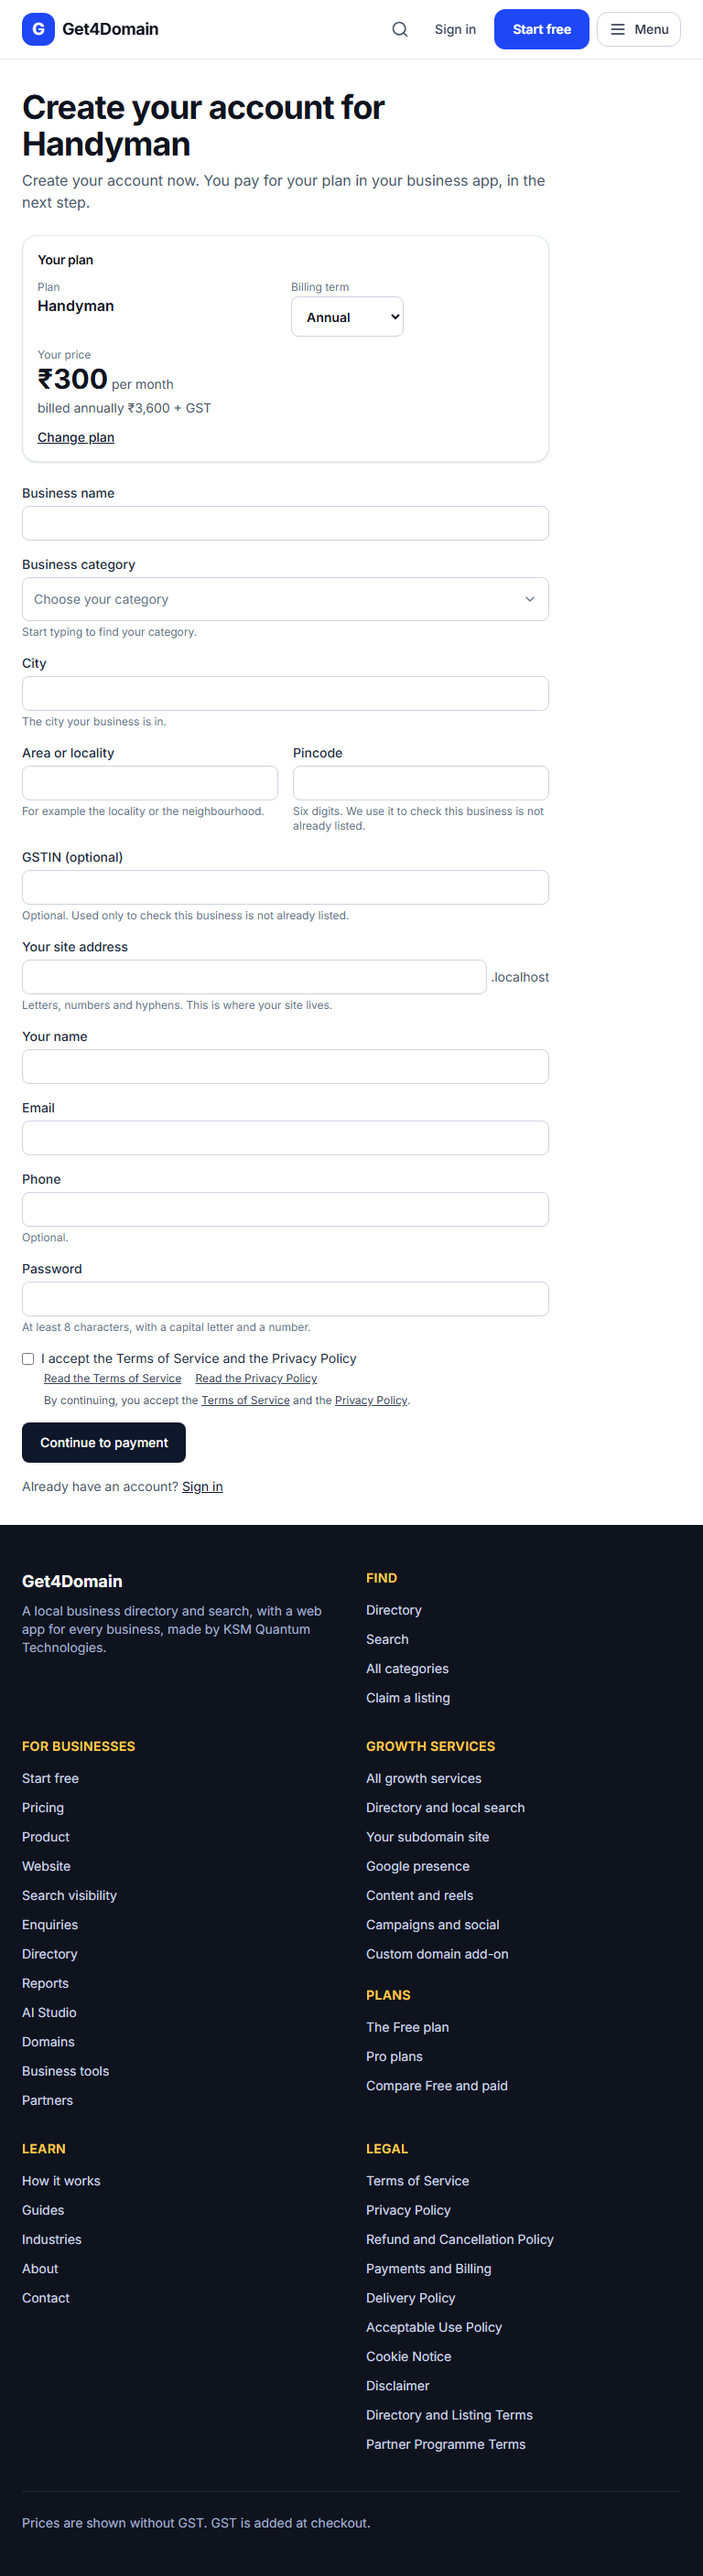 G Get4Domain
Sign in
Start free
Menu
Create your account for
Handyman
Create your account now. You pay for your plan in your business app, in the
next step.
Your plan
Plan
Handyman
Billing term
Annual
Your price
₹300 per month
billed annually ₹3,600 + GST
Change plan
Business name
Business category
Choose your category
Start typing to find your category.
City
The city your business is in.
Area or locality
For example the locality or the neighbourhood.
Pincode
Six digits. We use it to check this business is not
already listed.
GSTIN (optional)
Optional. Used only to check this business is not already listed.
Your site address
.localhost
Letters, numbers and hyphens. This is where your site lives.
Your name
Email
Phone
Optional.
Password
At least 8 characters, with a capital letter and a number.
I accept the Terms of Service and the Privacy Policy
Read the Terms of Service Read the Privacy Policy
By continuing, you accept the Terms of Service and the Privacy Policy.
Continue to payment
Already have an account? Sign in
Get4Domain
A local business directory and search, with a web
app for every business, made by KSM Quantum
Technologies.
FIND
Directory
Search
All categories
Claim a listing
FOR BUSINESSES
Start free
Pricing
Product
Website
Search visibility
Enquiries
Directory
Reports
AI Studio
Domains
Business tools
Partners
GROWTH SERVICES
All growth services
Directory and local search
Your subdomain site
Google presence
Content and reels
Campaigns and social
Custom domain add-on
PLANS
The Free plan
Pro plans
Compare Free and paid
LEARN
How it works
Guides
Industries
About
Contact
LEGAL
Terms of Service
Privacy Policy
Refund and Cancellation Policy
Payments and Billing
Delivery Policy
Acceptable Use Policy
Cookie Notice
Disclaimer
Directory and Listing Terms
Partner Programme Terms
Prices are shown without GST. GST is added at checkout.